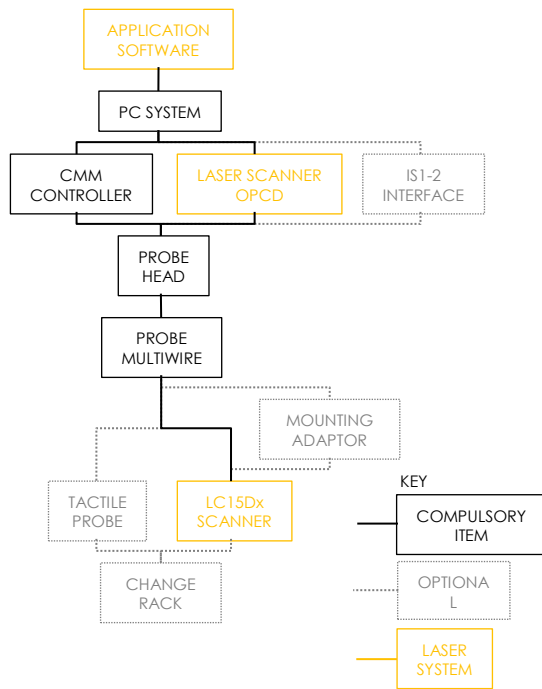 APPLICATION
SOFTWARE
PC SYSTEM
CMM
CONTROLLER
LASER SCANNER
OPCD
IS1-2
INTERFACE
PROBE
HEAD
PROBE
MULTIWIRE
MOUNTING
ADAPTOR
TACTILE
PROBE
LC15Dx
SCANNER
CHANGE
RACK
KEY
COMPULSORY
ITEM
OPTIONA
L
LASER
SYSTEM